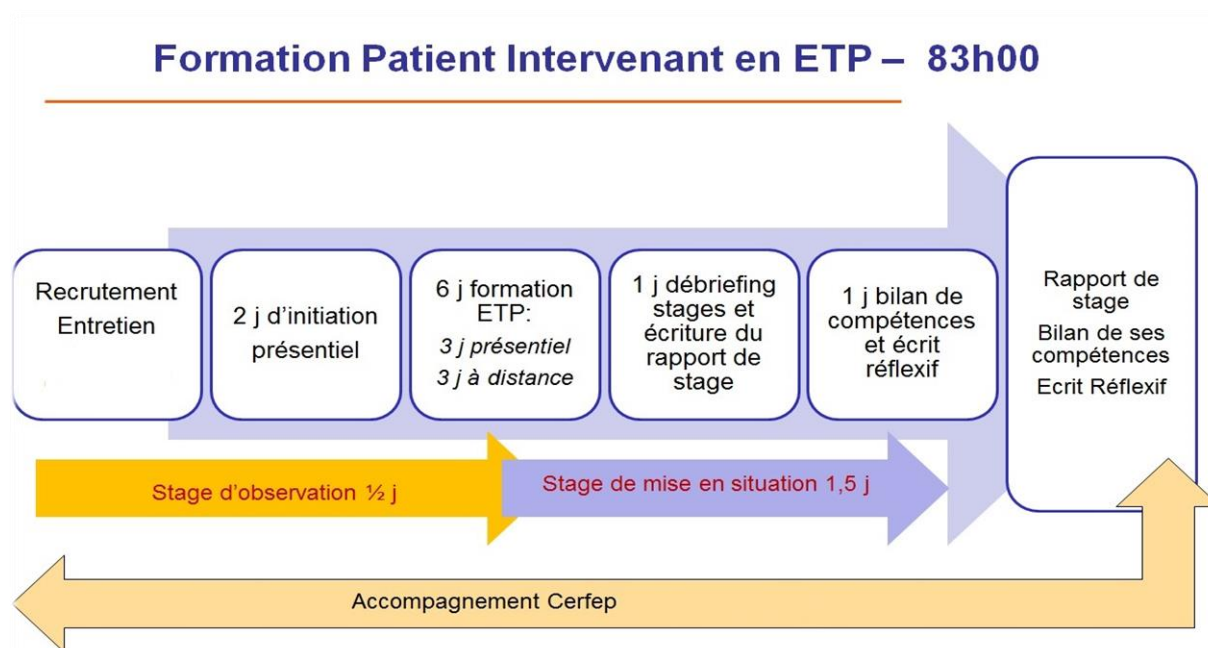 Formation Patient Intervenant en ETP – 83h00
Recrutement
Entretien
2 j d'initiation
présentiel
6 j formation
ETP:
3 j présentiel
3 j à distance
1 j débriefing
stages et
écriture du
rapport de
stage
1 j bilan de
compétences
et écrit
réflexif
Rapport de
stage
Bilan de ses
compétences
Ecrit Réflexif
Stage d'observation ½ j
Stage de mise en situation 1,5 j
Accompagnement Cerfep